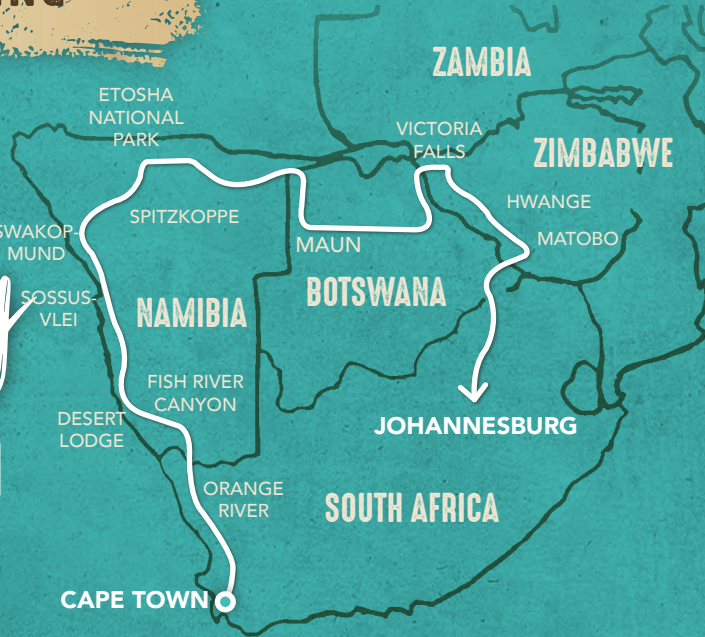 ZAMBIA
ETOSHA
NATIONAL
PARK
VICTORIA
FALLS
ZIMBABWE
HWANGE
SPITZKOPPE
SWAKOP-
MUND
MATOBO
MAUN
BOTSWANA
SOSSUS-
VLEI
NAMIBIA
FISH RIVER
CANYON
DESERT
LODGE
JOHANNESBURG
ORANGE
RIVER
SOUTH AFRICA
CAPE TOWN